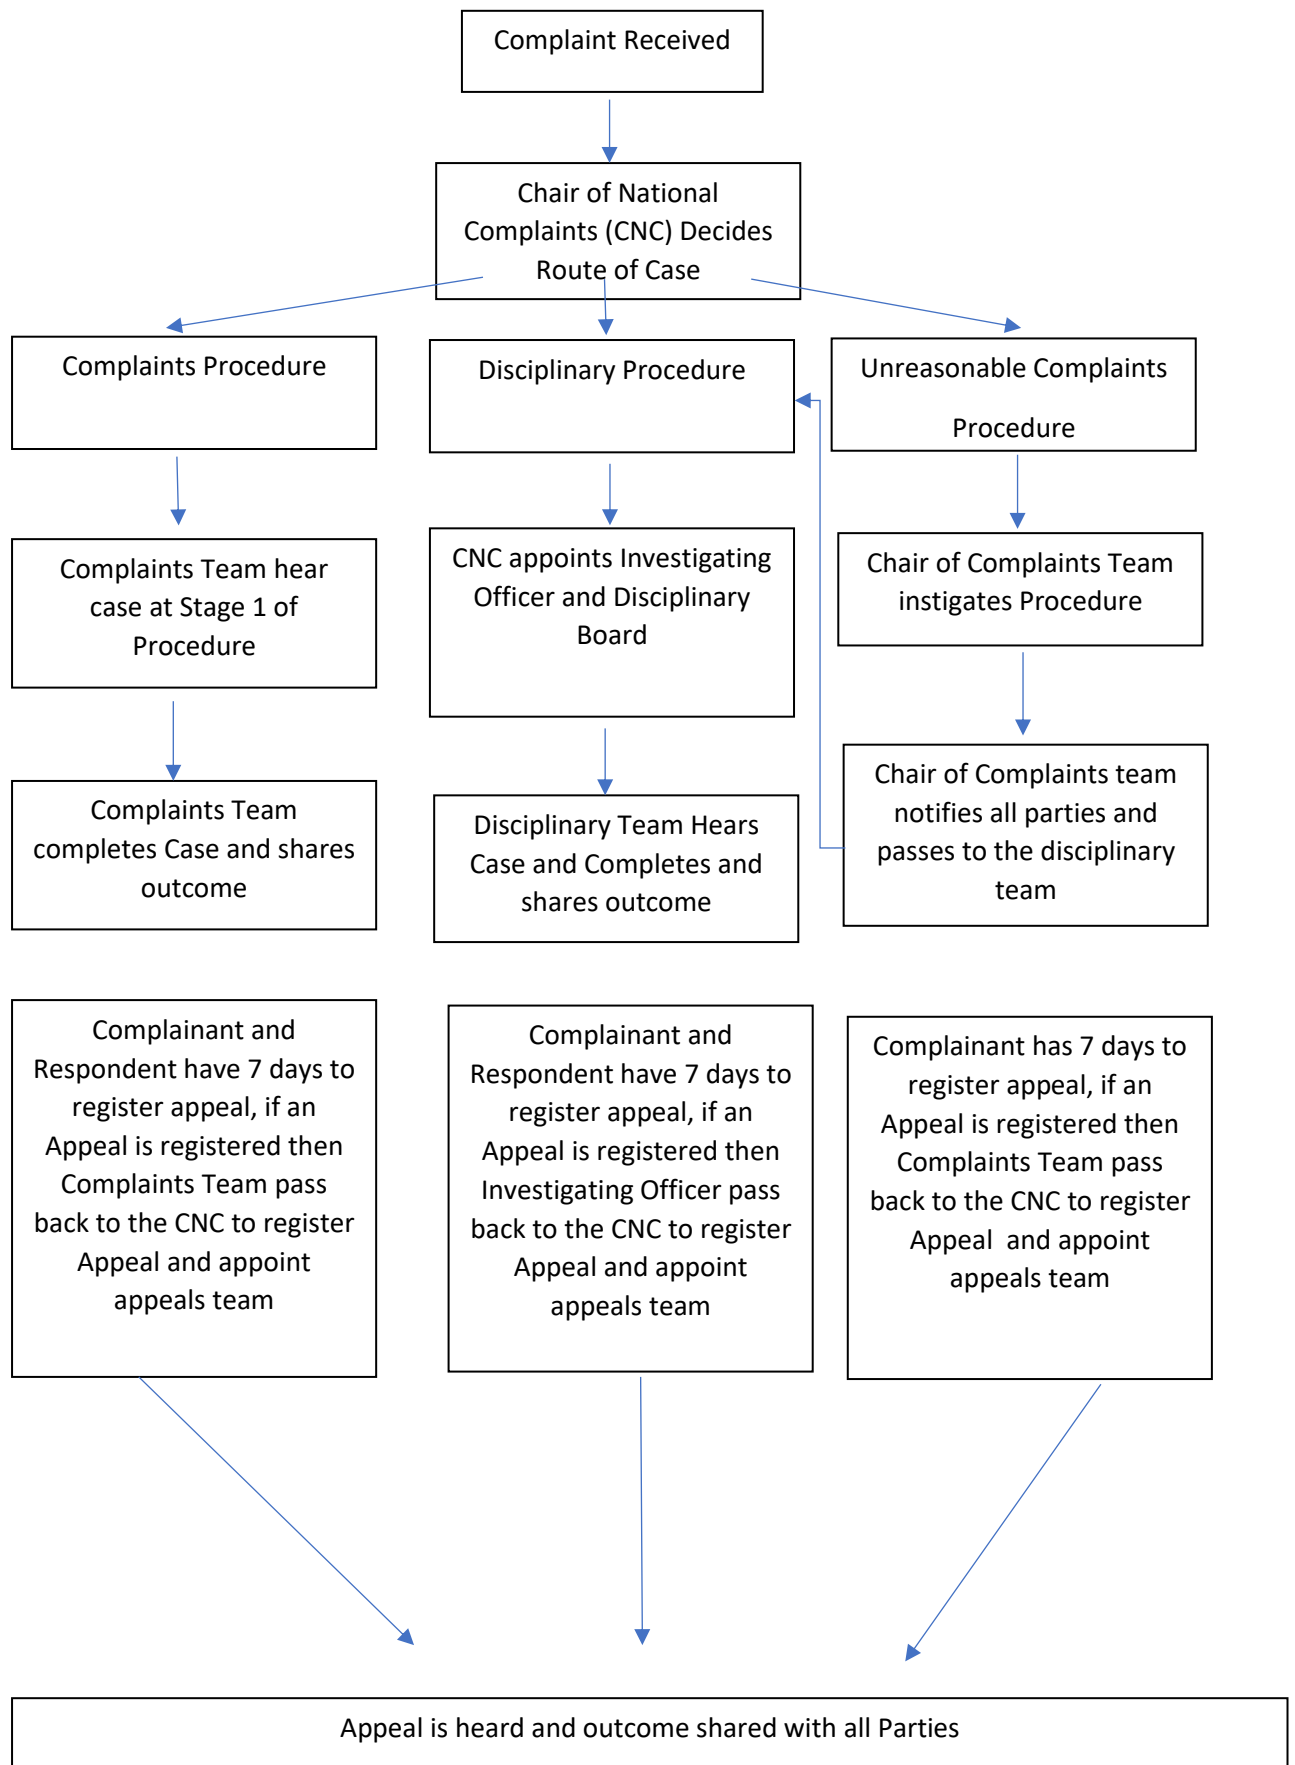 Complaint Received
Chair of National
Complaints (CNC) Decides
Route of Case
Complaints Procedure
Disciplinary Procedure
Unreasonable Complaints
Procedure
Complaints Team hear
case at Stage 1 of
Procedure
CNC appoints Investigating
Officer and Disciplinary
Board
Chair of Complaints Team
instigates Procedure
Complaints Team
completes Case and shares
outcome
Disciplinary Team Hears
Case and Completes and
shares outcome
Chair of Complaints team
notifies all parties and
passes to the disciplinary
team
Complainant and
Respondent have 7 days to
register appeal, if an
Appeal is registered then
Complaints Team pass
back to the CNC to register
Appeal and appoint
appeals team
Complainant and
Respondent have 7 days to
register appeal, if an
Appeal is registered then
Investigating Officer pass
back to the CNC to register
Appeal and appoint
appeals team
Complainant has 7 days to
register appeal, if an
Appeal is registered then
Complaints Team pass
back to the CNC to register
Appeal  and appoint
appeals team
Appeal is heard and outcome shared with all Parties